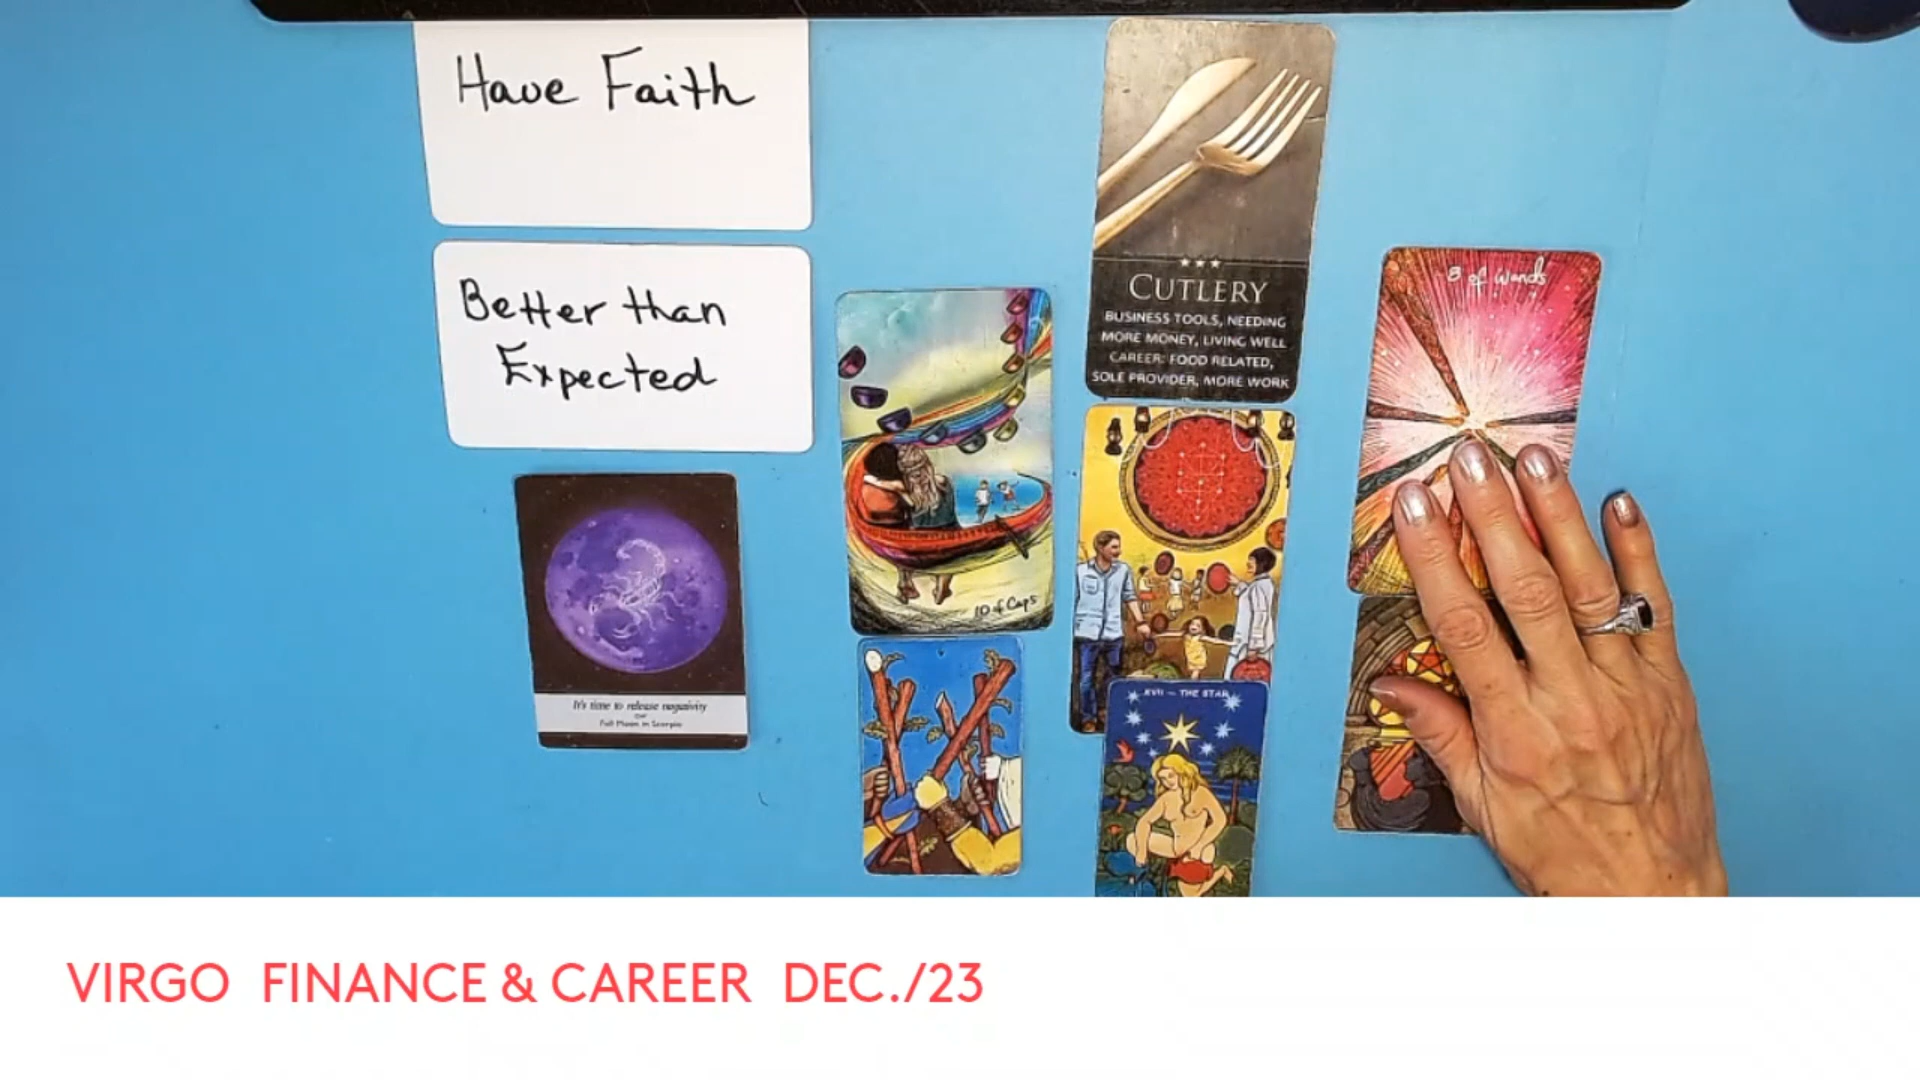 Have Faith
Better than
Expected
It's time to release negativity
Full Moon in Scorpio
10 of Cups
★★★
CUTLERY
BUSINESS TOOLS, NEEDING
MORE MONEY, LIVING WELL
CAREER: FOOD RELATED,
SOLE PROVIDER, MORE WORK
XVII — THE STAR
8 of Wands
VIRGO FINANCE & CAREER DEC./23